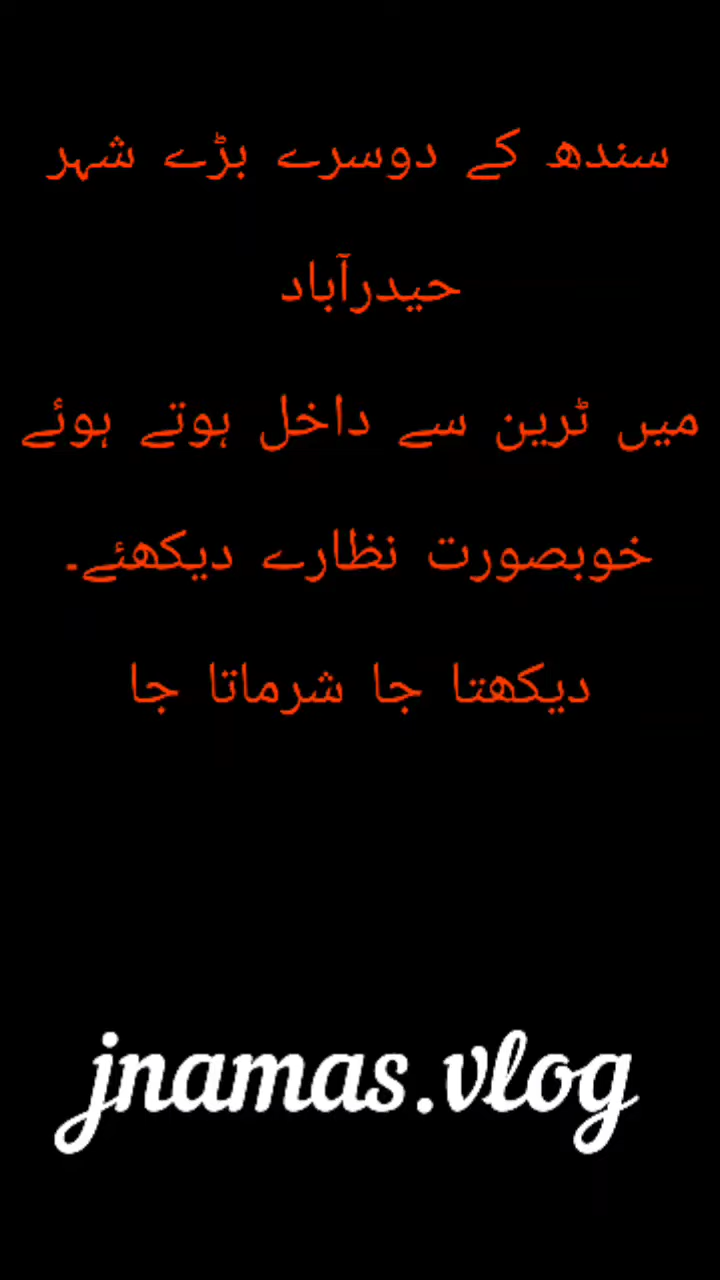 سندھ کے دوسرے بڑے شہر
حیدرآباد
میں ٹرین سے داخل ہوتے ہوئے
خوبصورت نظارے دیکھئے۔
دیکھتا جا شرماتا جا
jnamas.vlog